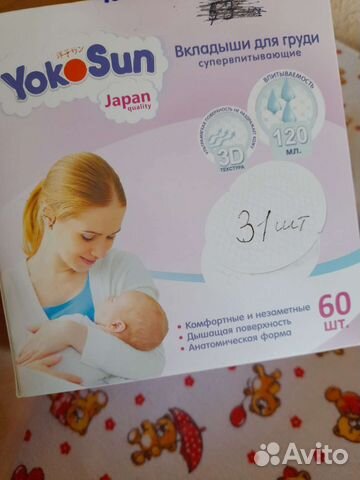 YokoSun
Japan
quality
Вкладыши для груди
супервпитывающие
ВПИТЫВАЕМОСТЬ
120
МЛ.
3D
ТЕКСТУРА
31 шт
• Комфортные и незаметные
• Дышащая поверхность
• Анатомическая форма
60
шт.
Avito